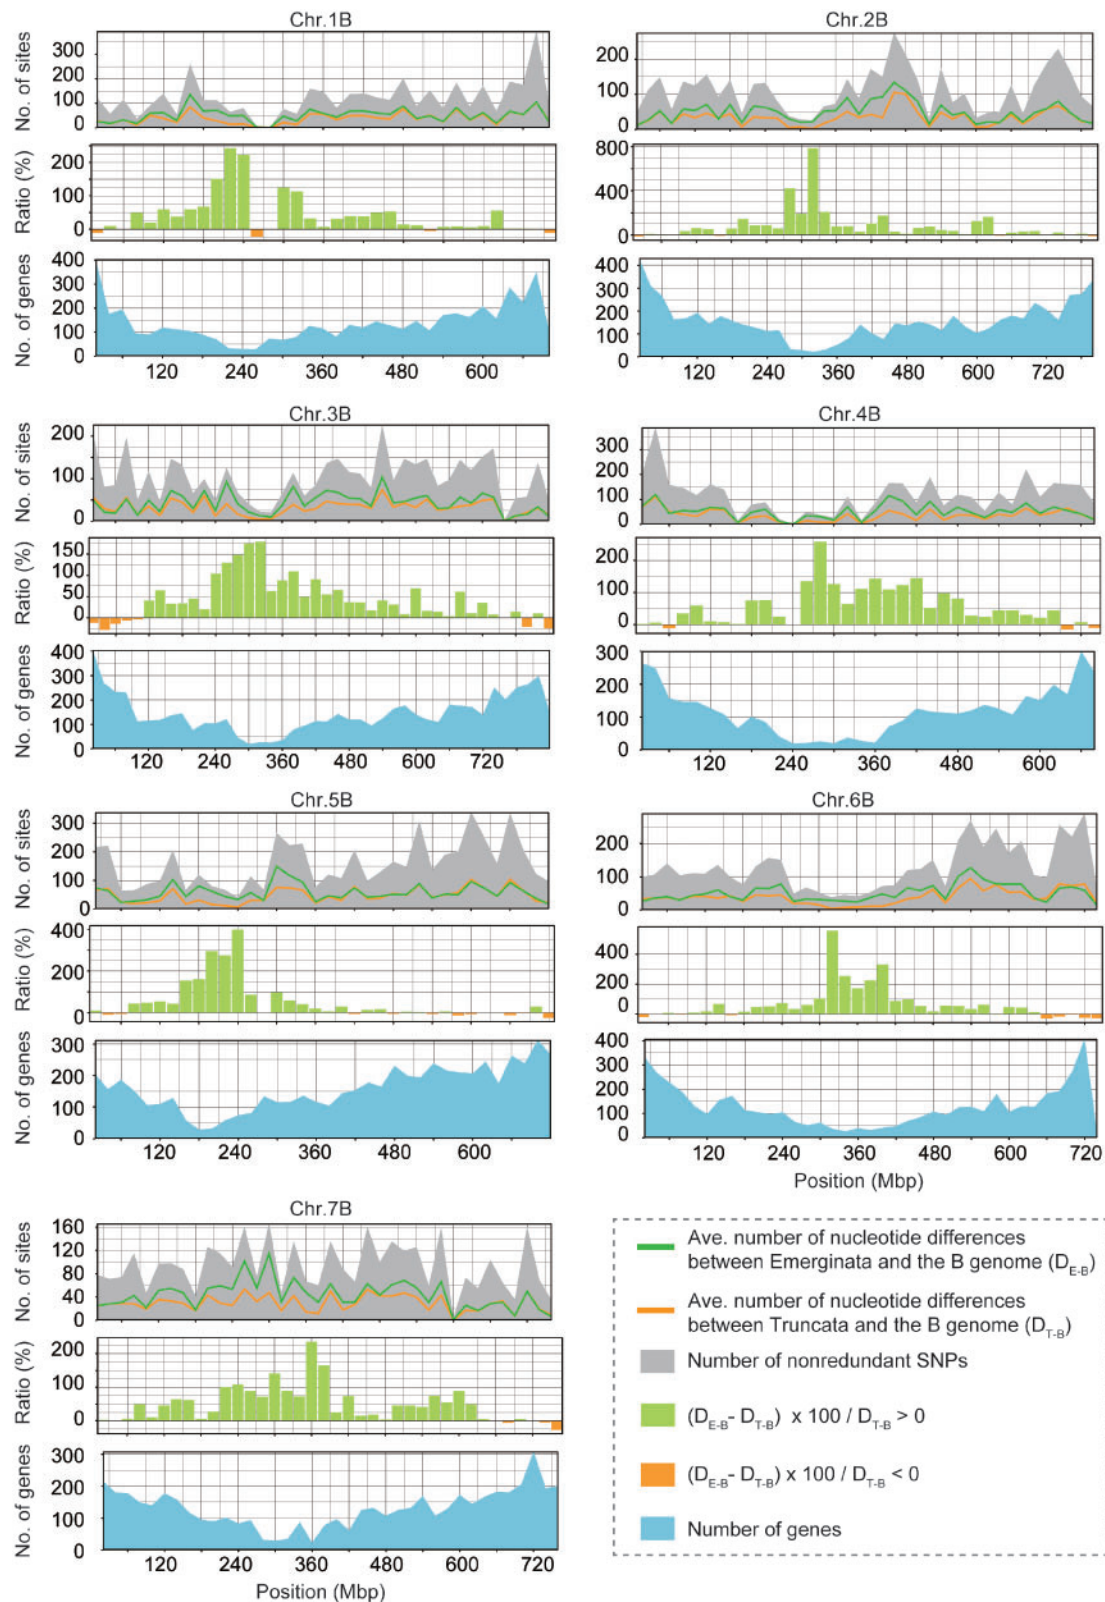 Chr.1B
No. of sites
300
200
100
0
Ratio (%)
200
100
0
No. of genes
400
300
200
100
0
120 240 360 480 600
Chr.2B
300
200
100
0
800
400
0
400
300
200
100
0
120 240 360 480 600 720
Chr.3B
No. of sites
200
100
0
Ratio (%)
150
100
50
0
No. of genes
400
300
200
100
0
120 240 360 480 600 720
Chr.4B
300
200
100
0
200
100
0
300
200
100
0
120 240 360 480 600
Chr.5B
No. of sites
300
200
100
0
Ratio (%)
400
200
0
No. of genes
300
200
100
0
120 240 360 480 600
Chr.6B
200
100
0
400
200
0
400
300
200
100
0
120 240 360 480 600 720
Position (Mbp)
Chr.7B
No. of sites
160
120
80
40
0
Ratio (%)
200
100
0
No. of genes
300
200
100
0
120 240 360 480 600 720
Position (Mbp)
Ave. number of nucleotide differences
between Emerginata and the B genome (D_E-B)
Ave. number of nucleotide differences
between Truncata and the B genome (D_T-B)
Number of nonredundant SNPs
(D_E-B - D_T-B) x 100 / D_T-B > 0
(D_E-B - D_T-B) x 100 / D_T-B < 0
Number of genes